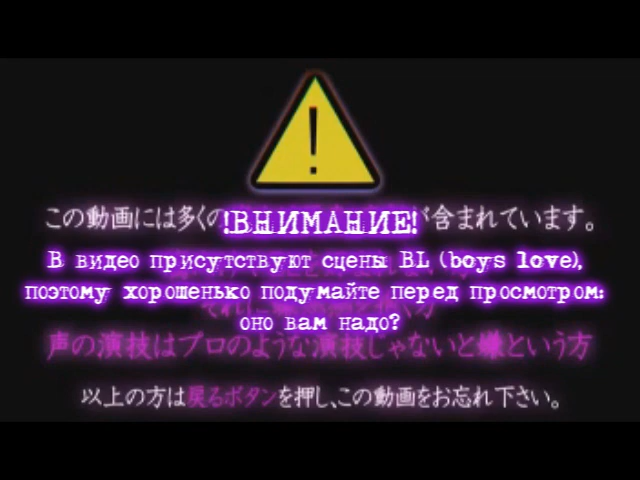 この動画には多くの !ВНИМАНИЕ! が含まれています。
В видео присутствуют сцены BL (boys love),
поэтому хорошенько подумайте перед просмотром:
оно вам надо?
声の演技はプロのような演技じゃないと嫌という方
以上の方は戻るボタンを押し、この動画をお忘れ下さい。